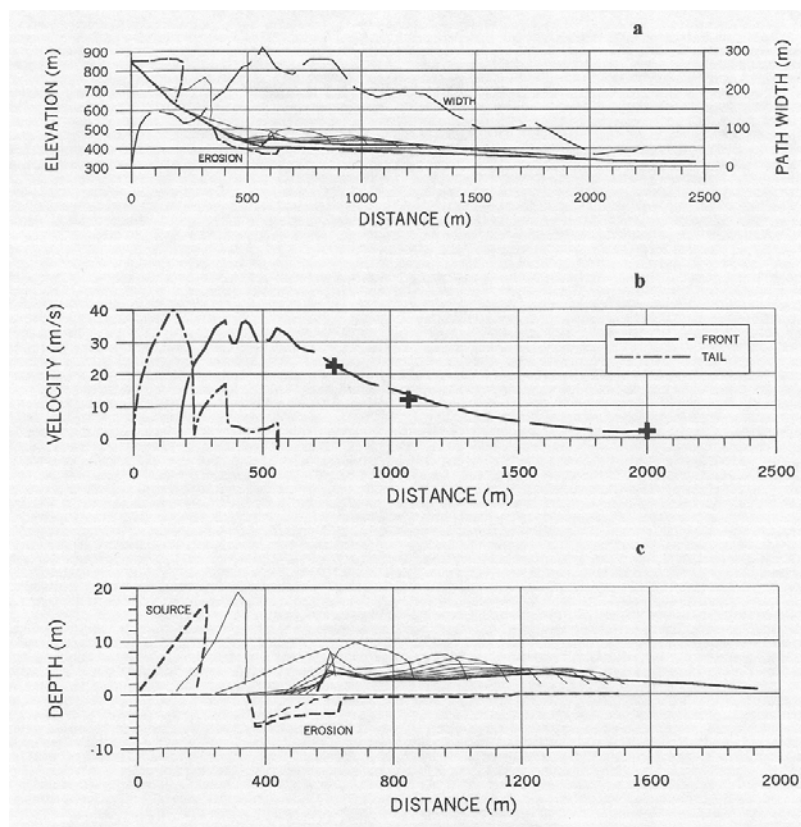 a
900
800
700
600
500
400
300
ELEVATION (m)
300
200
100
0
PATH WIDTH (m)
WIDTH
EROSION
0
500
1000
1500
2000
2500
DISTANCE (m)
b
40
30
20
10
0
VELOCITY (m/s)
FRONT
TAIL
0
500
1000
1500
2000
2500
DISTANCE (m)
c
20
10
0
-10
DEPTH (m)
SOURCE
EROSION
0
400
800
1200
1600
2000
DISTANCE (m)